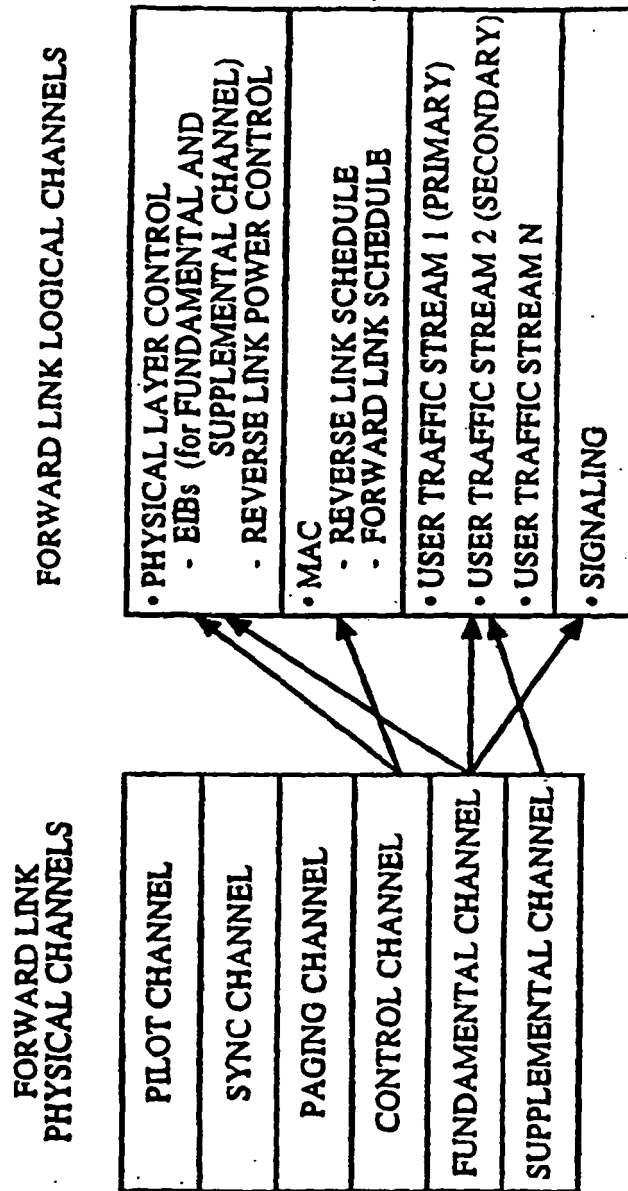 FORWARD LINK
PHYSICAL CHANNELS
PILOT CHANNEL
SYNC CHANNEL
PAGING CHANNEL
CONTROL CHANNEL
FUNDAMENTAL CHANNEL
SUPPLEMENTAL CHANNEL
FORWARD LINK LOGICAL CHANNELS
• PHYSICAL LAYER CONTROL
- EIBs (for FUNDAMENTAL AND
SUPPLEMENTAL CHANNEL)
- REVERSE LINK POWER CONTROL
• MAC
- REVERSE LINK SCHEDULE
- FORWARD LINK SCHEDULE
• USER TRAFFIC STREAM 1 (PRIMARY)
• USER TRAFFIC STREAM 2 (SECONDARY)
• USER TRAFFIC STREAM N
• SIGNALING